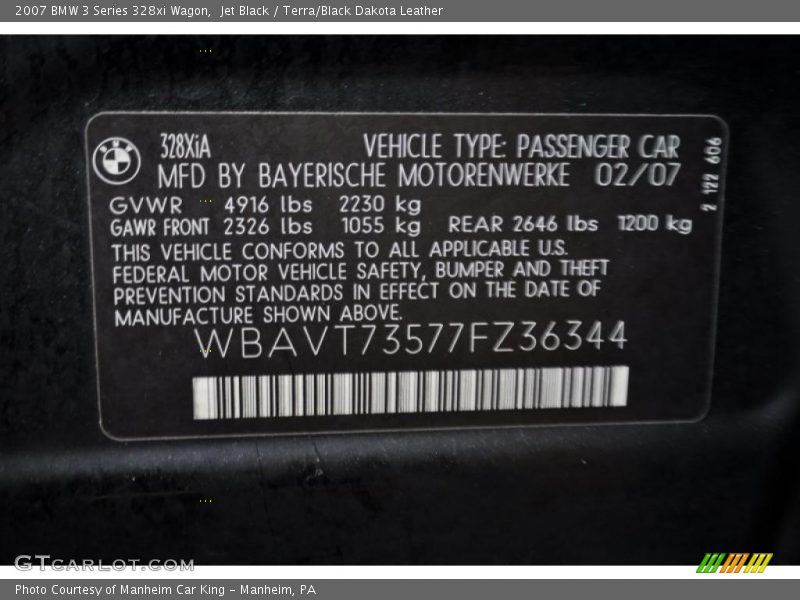 2007 BMW 3 Series 328xi Wagon, Jet Black / Terra/Black Dakota Leather
BMW
328XiA VEHICLE TYPE: PASSENGER CAR
MFD BY BAYERISCHE MOTORENWERKE 02/07
GVWR 4916 lbs 2230 kg
GAWR FRONT 2326 lbs 1055 kg REAR 2646 lbs 1200 kg
THIS VEHICLE CONFORMS TO ALL APPLICABLE U.S.
FEDERAL MOTOR VEHICLE SAFETY, BUMPER AND THEFT
PREVENTION STANDARDS IN EFFECT ON THE DATE OF
MANUFACTURE SHOWN ABOVE.
WBAVT73577FZ36344
2 122 606
GTCARLOT.COM
Photo Courtesy of Manheim Car King - Manheim, PA